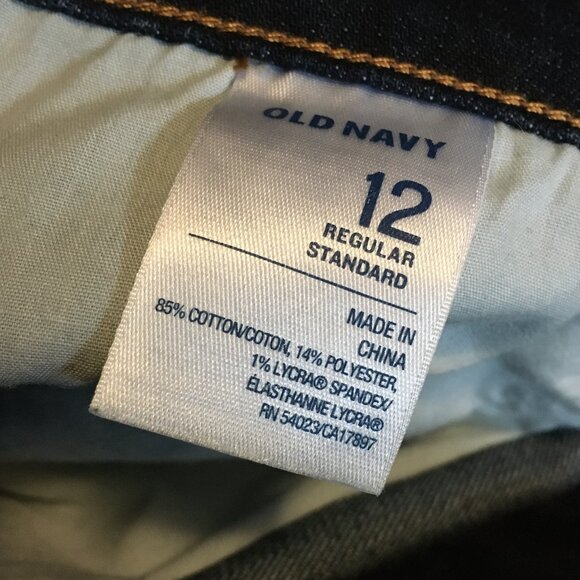 OLD NAVY
12
REGULAR
STANDARD
MADE IN
CHINA
85% COTTON/COTON, 14% POLYESTER,
1% LYCRA® SPANDEX/
ÉLASTHANNE LYCRA®
RN 54023/CA17897